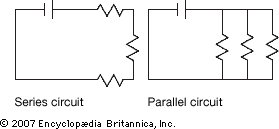 Series circuit
Parallel circuit
© 2007 Encyclopædia Britannica, Inc.